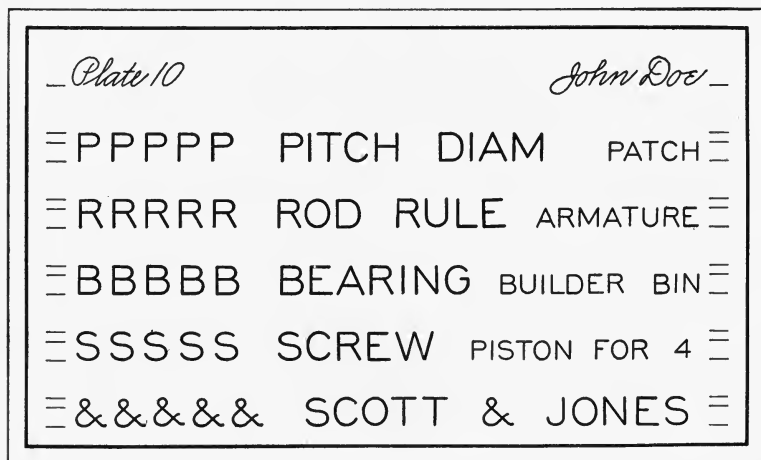 Plate 10 John Doe
PPPPP PITCH DIAM PATCH
RRRRR ROD RULE ARMATURE
BBBBB BEARING BUILDER BIN
SSSSS SCREW PISTON FOR 4
&&&&& SCOTT & JONES